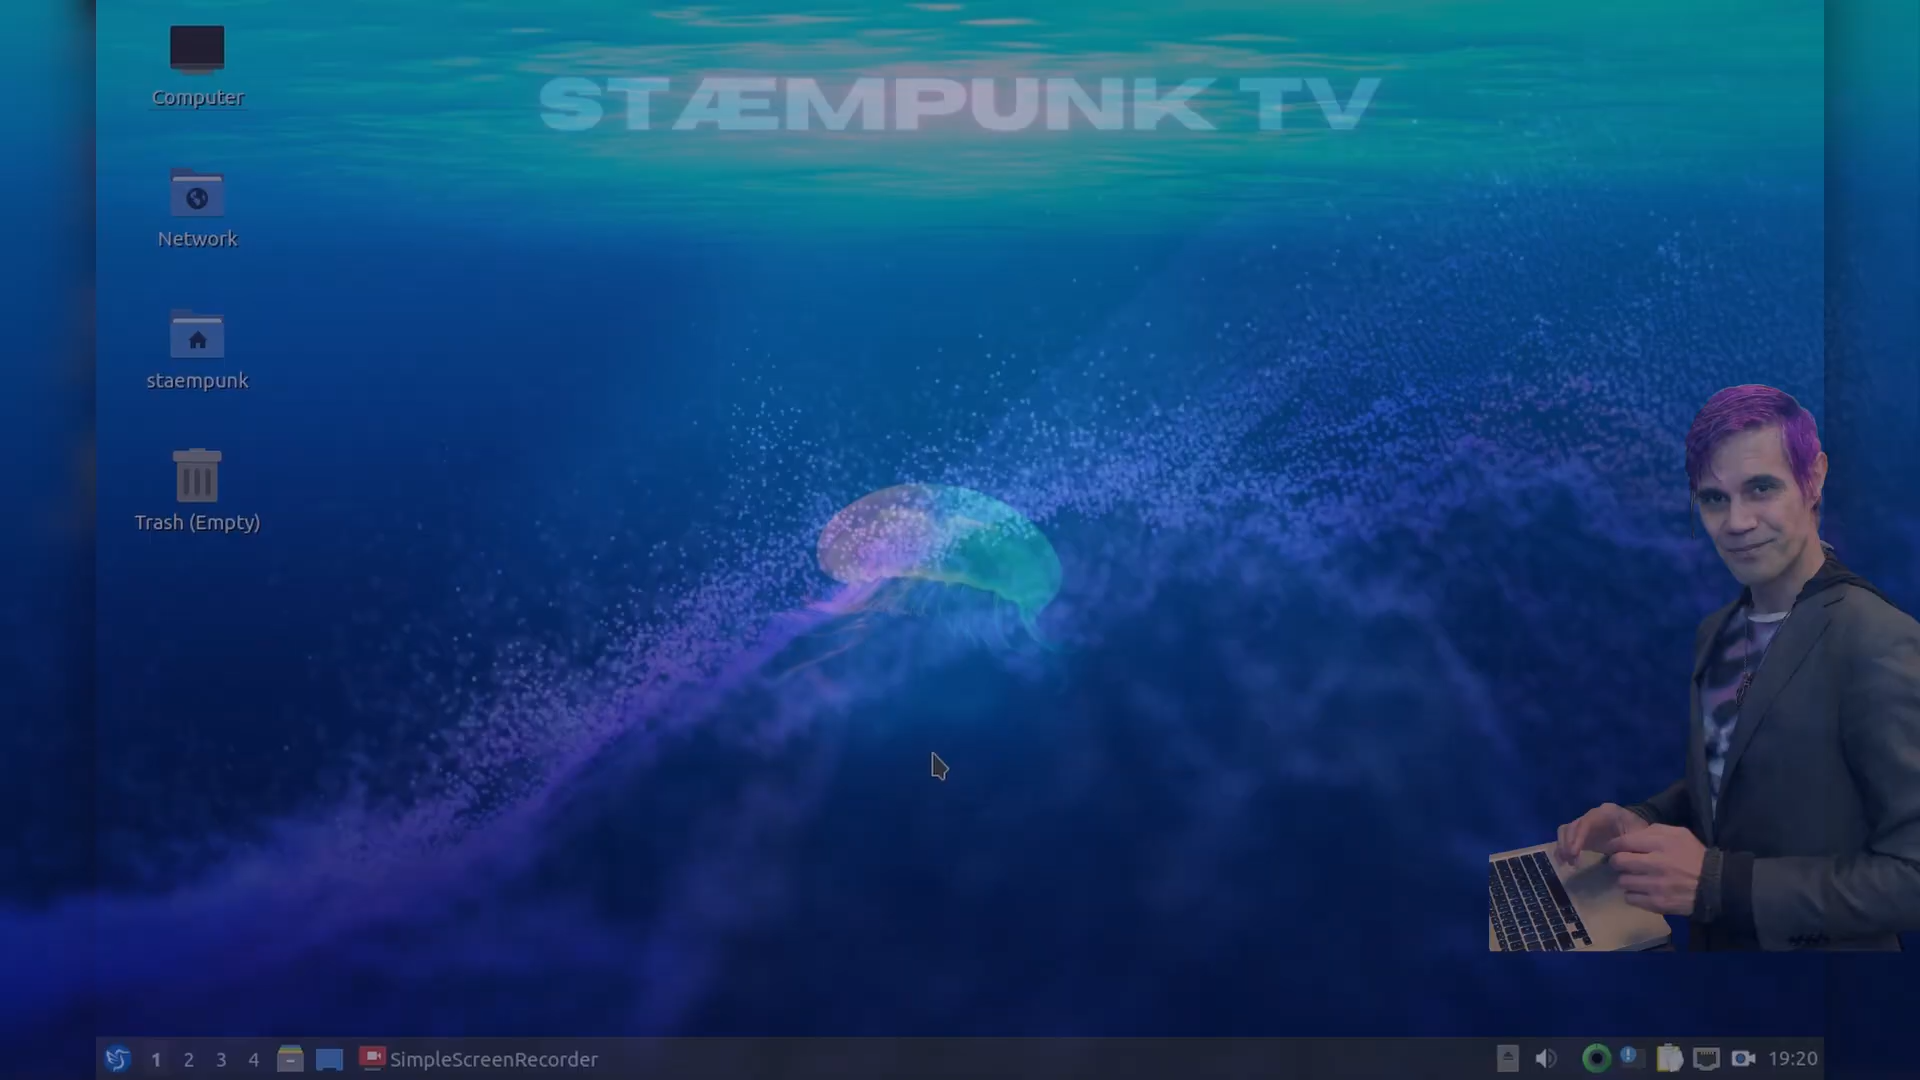 STÆMPUNK TV
Computer
Network
staempunk
Trash (Empty)
1 2 3 4 SimpleScreenRecorder 19:20